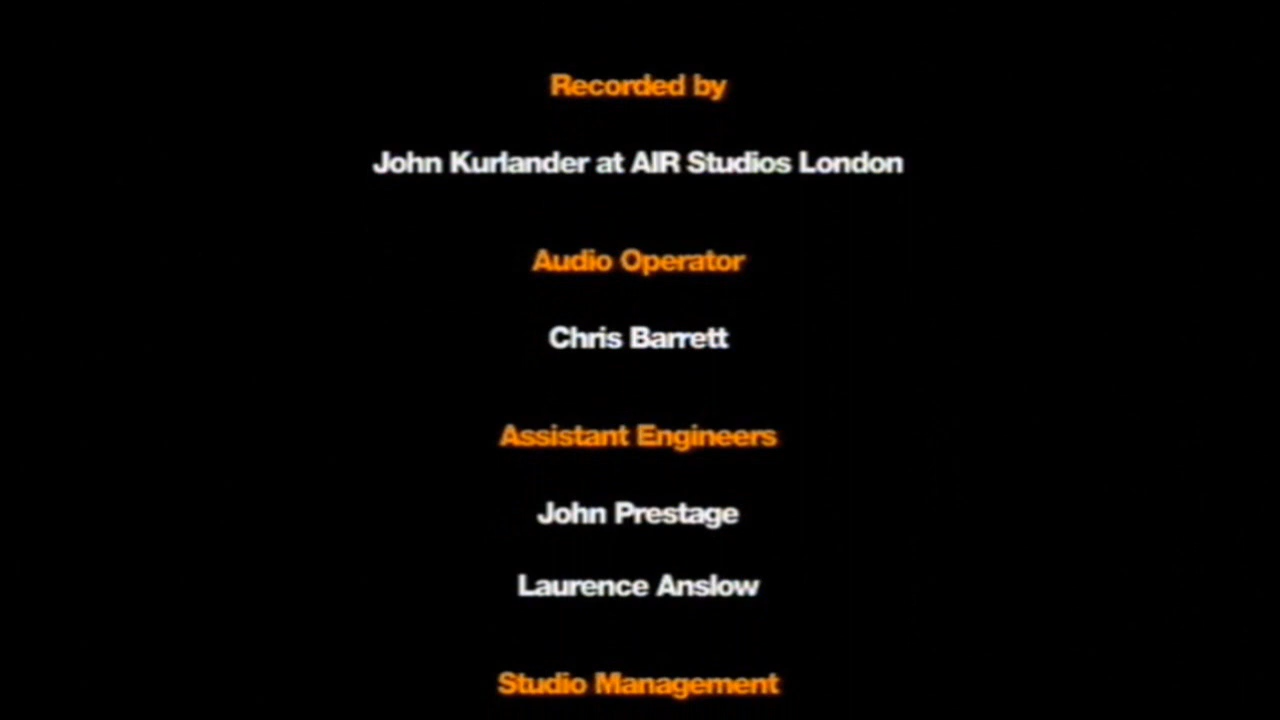 Recorded by
John Kurlander at AIR Studios London
Audio Operator
Chris Barrett
Assistant Engineers
John Prestage
Laurence Anslow
Studio Management